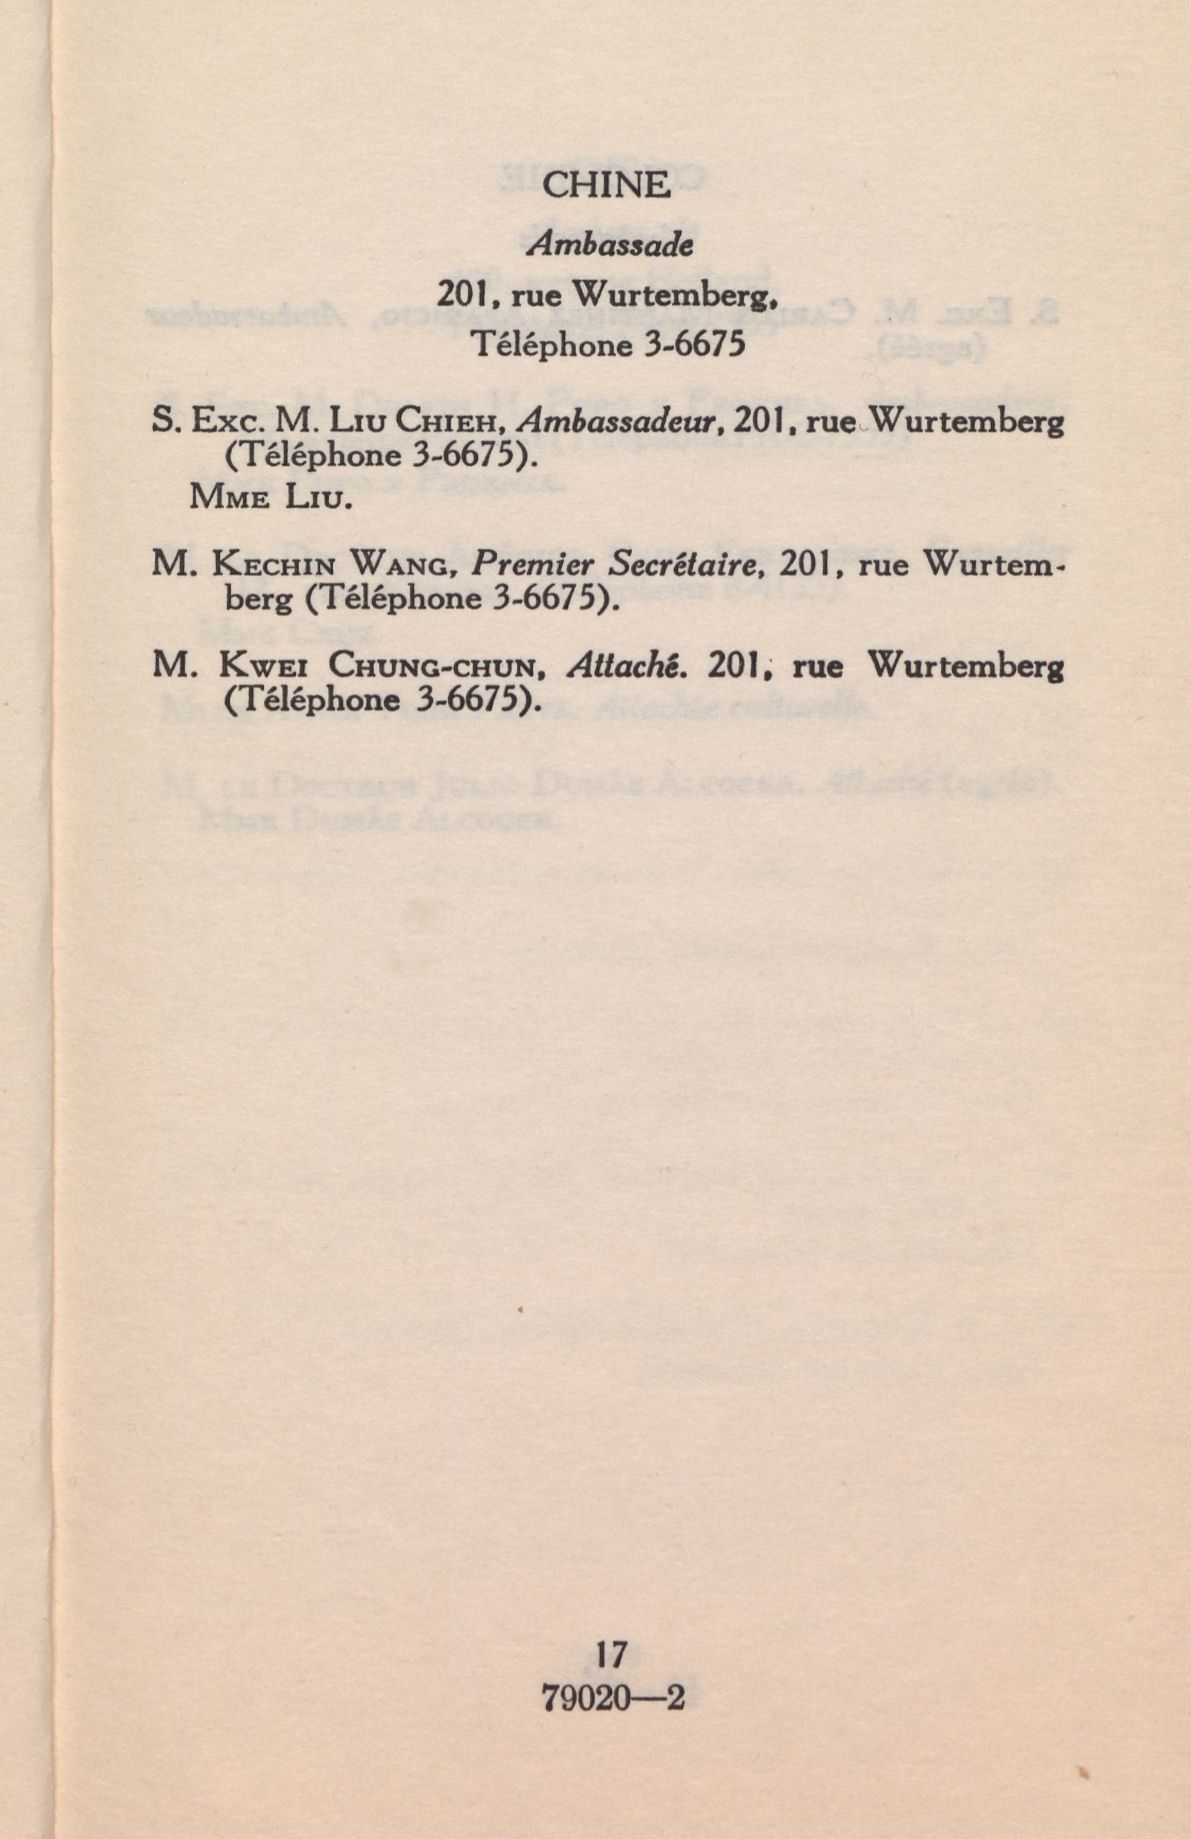 CHINE
Ambassade
201, rue Wurtemberg,
Téléphone 3-6675
S. Exc. M. Liu Chieh, Ambassadeur, 201, rue Wurtemberg
(Téléphone 3-6675).
Mme Liu.
M. Kechin Wang, Premier Secrétaire, 201, rue Wurtem-
berg (Téléphone 3-6675).
M. Kwei Chung-chun, Attaché. 201, rue Wurtemberg
(Téléphone 3-6675).
17
79020—2